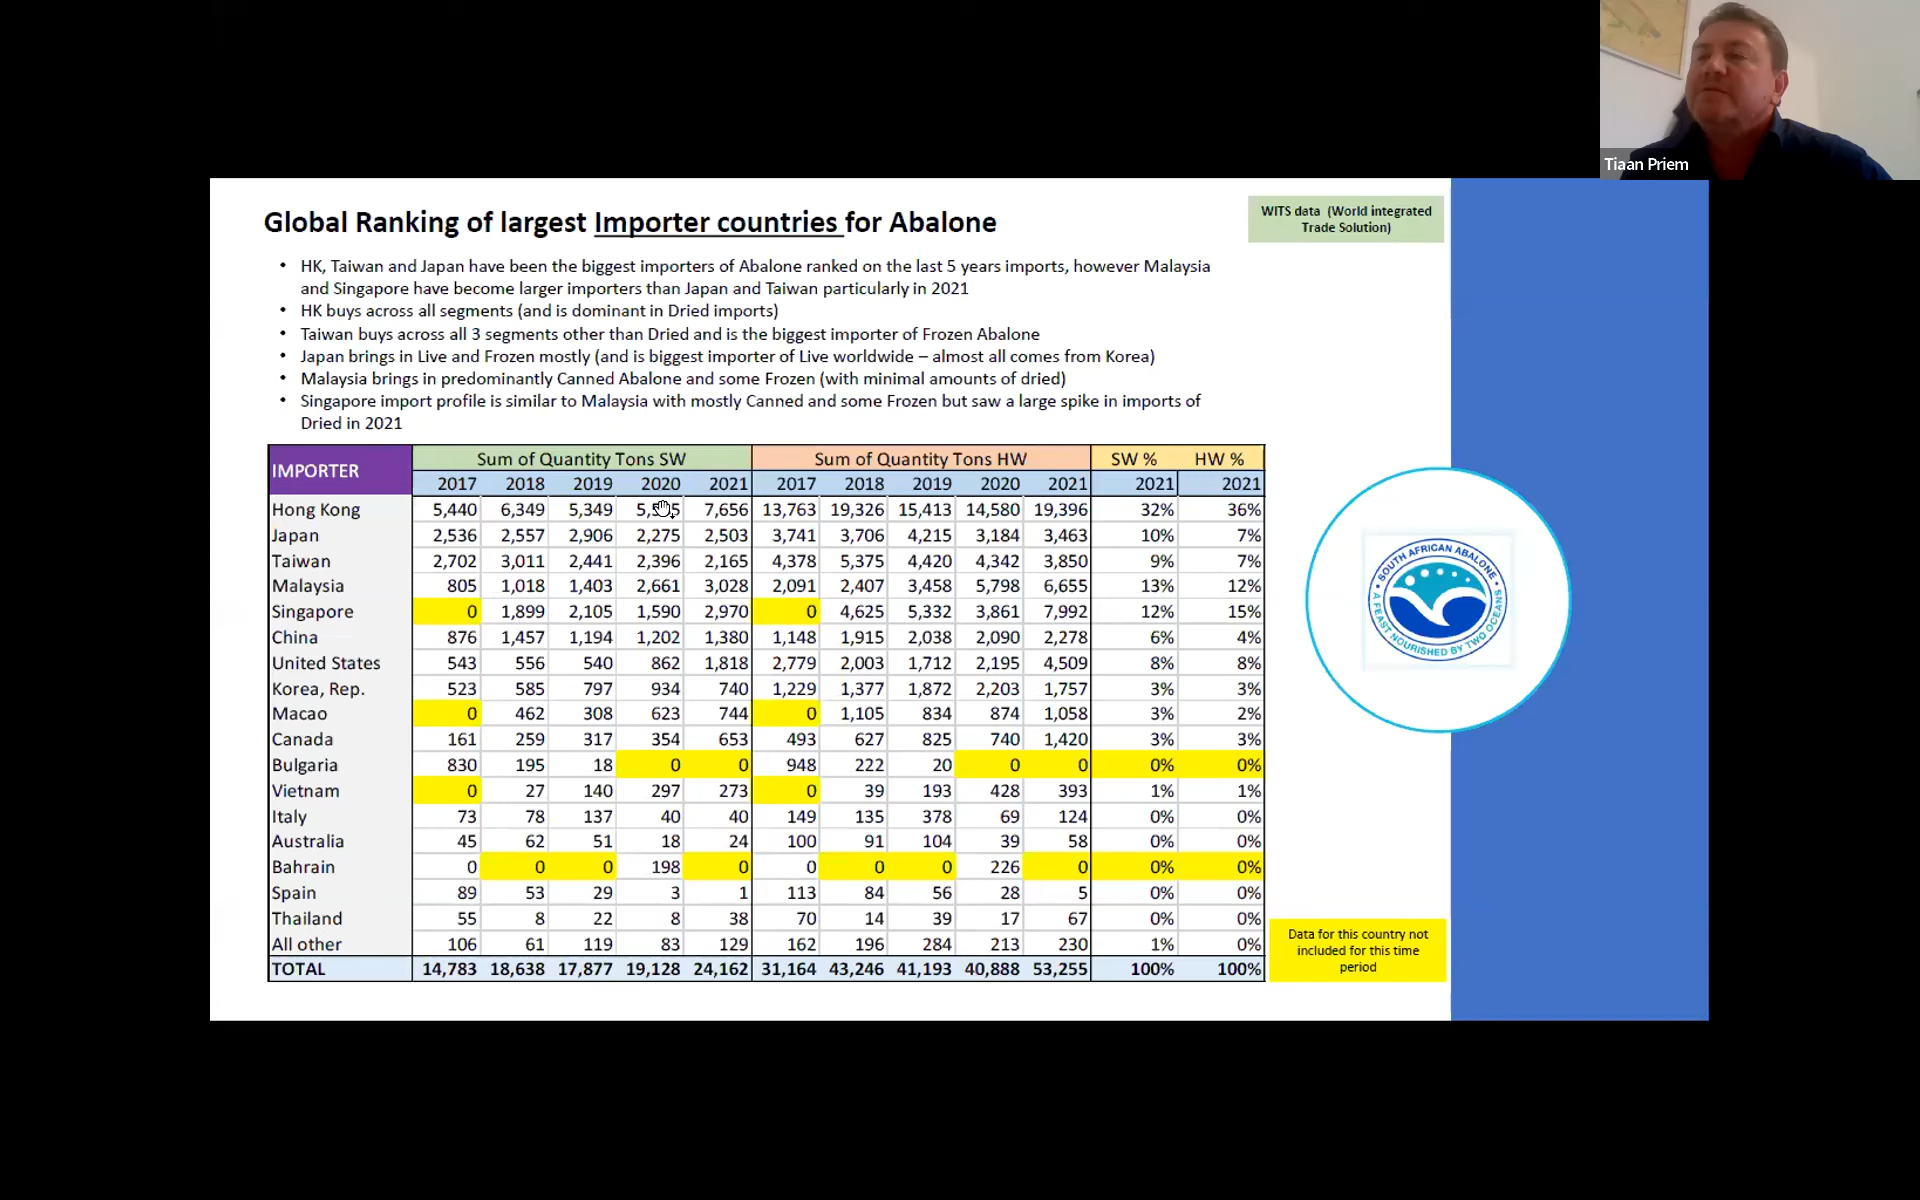 Tiaan Priem
Global Ranking of largest Importer countries for Abalone
WITS data (World integrated
Trade Solution)
• HK, Taiwan and Japan have been the biggest importers of Abalone ranked on the last 5 years imports, however Malaysia
and Singapore have become larger importers than Japan and Taiwan particularly in 2021
• HK buys across all segments (and is dominant in Dried imports)
• Taiwan buys across all 3 segments other than Dried and is the biggest importer of Frozen Abalone
• Japan brings in Live and Frozen mostly (and is biggest importer of Live worldwide – almost all comes from Korea)
• Malaysia brings in predominantly Canned Abalone and some Frozen (with minimal amounts of dried)
• Singapore import profile is similar to Malaysia with mostly Canned and some Frozen but saw a large spike in imports of
Dried in 2021
IMPORTER Sum of Quantity Tons SW Sum of Quantity Tons HW SW % HW %
2017 2018 2019 2020 2021 2017 2018 2019 2020 2021 2021 2021
Hong Kong 5,440 6,349 5,349 7,656 13,763 19,326 15,413 14,580 19,396 32% 36%
Japan 2,536 2,557 2,906 2,275 2,503 3,741 3,706 4,215 3,184 3,463 10% 7%
Taiwan 2,702 3,011 2,441 2,396 2,165 4,378 5,375 4,420 4,342 3,850 9% 7%
Malaysia 805 1,018 1,403 2,661 3,028 2,091 2,407 3,458 5,798 6,655 13% 12%
Singapore 0 1,899 2,105 1,590 2,970 0 4,625 5,332 3,861 7,992 12% 15%
China 876 1,457 1,194 1,202 1,380 1,148 1,915 2,038 2,090 2,278 6% 4%
United States 543 556 540 862 1,818 2,779 2,003 1,712 2,195 4,509 8% 8%
Korea, Rep. 523 585 797 934 740 1,229 1,377 1,872 2,203 1,757 3% 3%
Macao 0 462 308 623 744 0 1,105 834 874 1,058 3% 2%
Canada 161 259 317 354 653 493 627 825 740 1,420 3% 3%
Bulgaria 830 195 18 0 0 948 222 20 0 0 0% 0%
Vietnam 0 27 140 297 273 0 39 193 428 393 1% 1%
Italy 73 78 137 40 40 149 135 378 69 124 0% 0%
Australia 45 62 51 18 24 100 91 104 39 58 0% 0%
Bahrain 0 0 0 198 0 0 0 0 226 0 0% 0%
Spain 89 53 29 3 1 113 84 56 28 5 0% 0%
Thailand 55 8 22 8 38 70 14 39 17 67 0% 0%
All other 106 61 119 83 129 162 196 284 213 230 1% 0%
TOTAL 14,783 18,638 17,877 19,128 24,162 31,164 43,246 41,193 40,888 53,255 100% 100%
SOUTH AFRICAN ABALONE
A FEAST NOURISHED BY TWO OCEANS
Data for this country not
included for this time
period